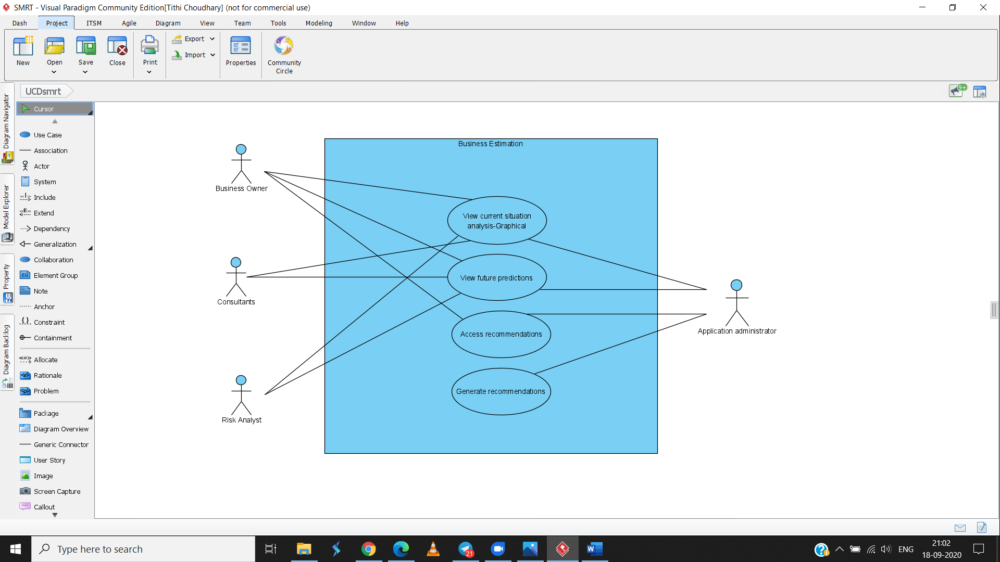 SMRT - Visual Paradigm Community Edition[Tithi Choudhary] (not for commercial use)
Dash Project ITSM Agile Diagram View Team Tools Modeling Window Help
New
Open
Save
Close
Print
Export
Import
Properties
Community
Circle
UCDsmrt
9+
Diagram Navigator
Model Explorer
Property
Diagram Backlog
Cursor
Use Case
Association
Actor
System
Include
Extend
Dependency
Generalization
Collaboration
EG Element Group
Note
Anchor
Constraint
Containment
Allocate
Rationale
Problem
Package
Diagram Overview
Generic Connector
User Story
Image
Screen Capture
Callout
Business Estimation
Business Owner
View current situation
analysis-Graphical
Consultants
View future predictions
Access recommendations
Application administrator
Generate recommendations
Risk Analyst
Type here to search
21
W
ENG
21:02
18-09-2020